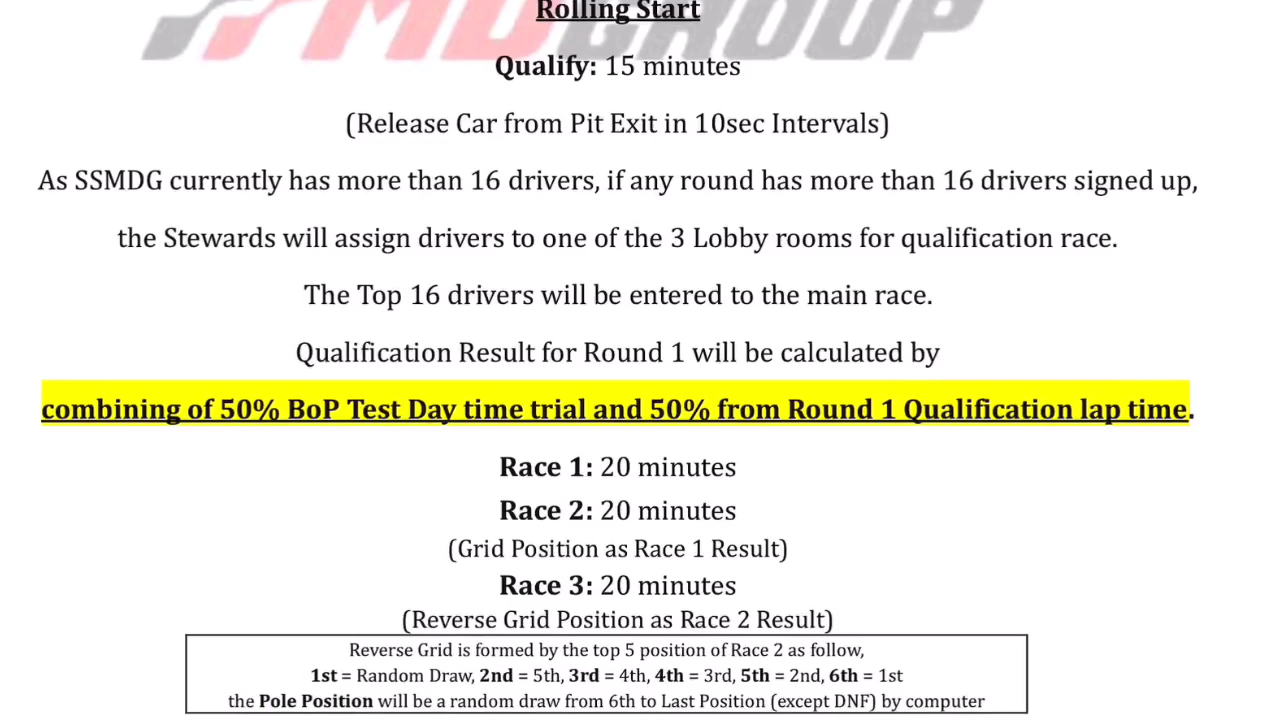 Rolling Start
MDGROUP
Qualify: 15 minutes
(Release Car from Pit Exit in 10sec Intervals)
As SSMDG currently has more than 16 drivers, if any round has more than 16 drivers signed up,
the Stewards will assign drivers to one of the 3 Lobby rooms for qualification race.
The Top 16 drivers will be entered to the main race.
Qualification Result for Round 1 will be calculated by
combining of 50% BoP Test Day time trial and 50% from Round 1 Qualification lap time.
Race 1: 20 minutes
Race 2: 20 minutes
(Grid Position as Race 1 Result)
Race 3: 20 minutes
(Reverse Grid Position as Race 2 Result)
Reverse Grid is formed by the top 5 position of Race 2 as follow,
1st = Random Draw, 2nd = 5th, 3rd = 4th, 4th = 3rd, 5th = 2nd, 6th = 1st
the Pole Position will be a random draw from 6th to Last Position (except DNF) by computer